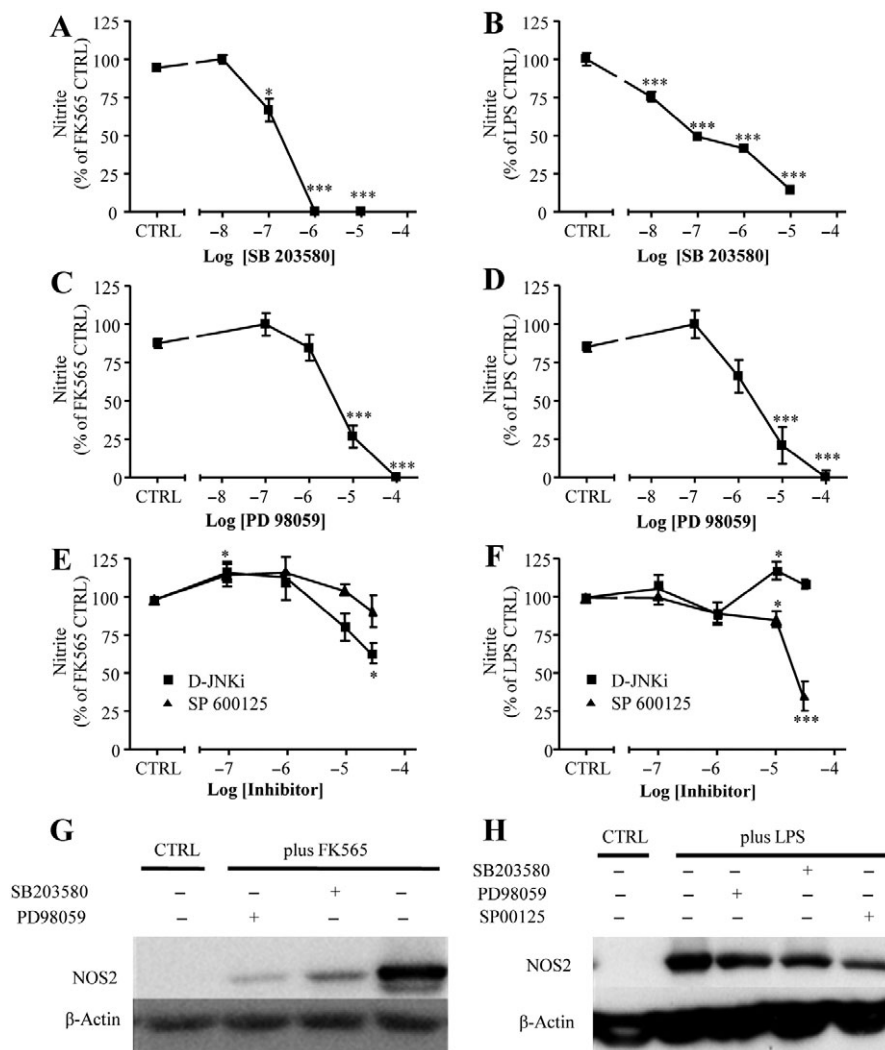 A
Nitrite
(% of FK565 CTRL)
125
100
75
50
25
0
*
***
***
CTRL
−8
−7
−6
−5
−4
Log [SB 203580]
B
Nitrite
(% of LPS CTRL)
125
100
75
50
25
0
***
***
***
***
CTRL
−8
−7
−6
−5
−4
Log [SB 203580]
C
Nitrite
(% of FK565 CTRL)
125
100
75
50
25
0
***
***
CTRL
−8
−7
−6
−5
−4
Log [PD 98059]
D
Nitrite
(% of LPS CTRL)
125
100
75
50
25
0
***
***
CTRL
−8
−7
−6
−5
−4
Log [PD 98059]
E
Nitrite
(% of FK565 CTRL)
125
100
75
50
25
0
*
*
D-JNKi
SP 600125
CTRL
−7
−6
−5
−4
Log [Inhibitor]
F
Nitrite
(% of LPS CTRL)
125
100
75
50
25
0
*
*
***
D-JNKi
SP 600125
CTRL
−7
−6
−5
−4
Log [Inhibitor]
G
CTRL plus FK565
SB203580 − − + −
PD98059 − + − −
NOS2
β-Actin
H
CTRL plus LPS
SB203580 − − − + −
PD98059 − − + − −
SP00125 − − − − +
NOS2
β-Actin